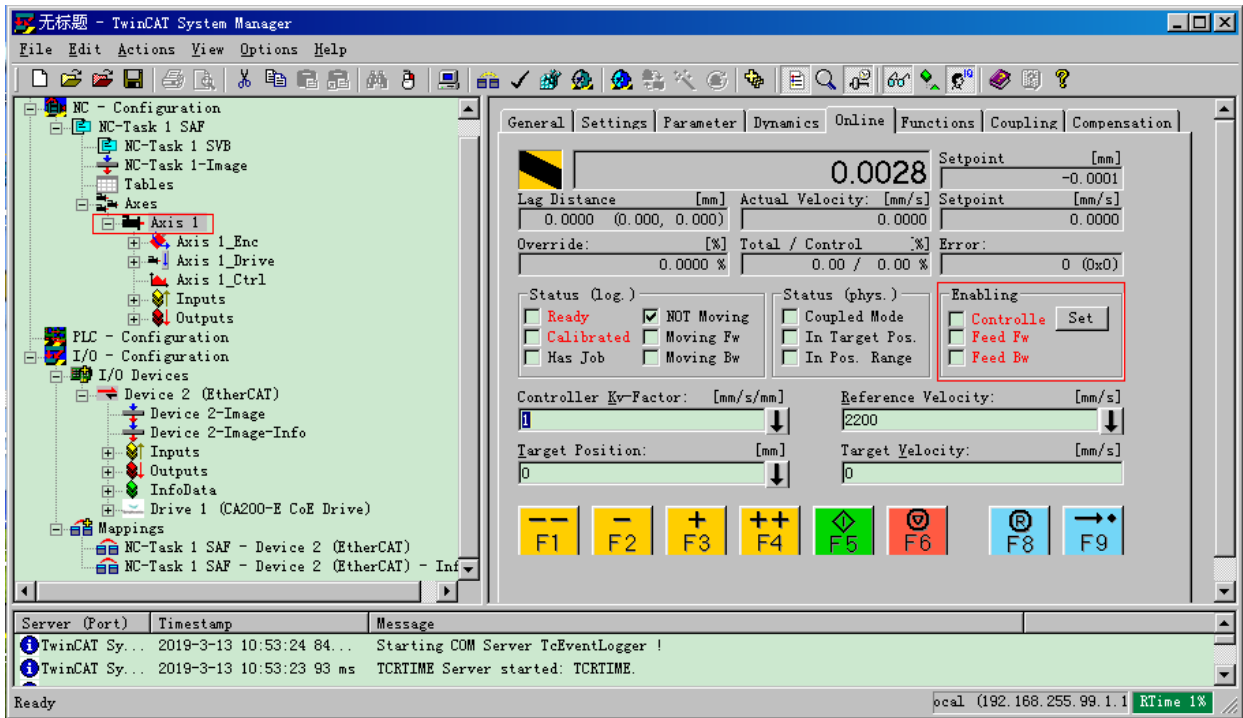 无标题 - TwinCAT System Manager
File Edit Actions View Options Help
NC - Configuration
NC-Task 1 SAF
NC-Task 1 SVB
NC-Task 1-Image
Tables
Axes
Axis 1
Axis 1_Enc
Axis 1_Drive
Axis 1_Ctrl
Inputs
Outputs
PLC - Configuration
I/O - Configuration
I/O Devices
Device 2 (EtherCAT)
Device 2-Image
Device 2-Image-Info
Inputs
Outputs
InfoData
Drive 1 (CA200-E CoE Drive)
Mappings
NC-Task 1 SAF - Device 2 (EtherCAT)
NC-Task 1 SAF - Device 2 (EtherCAT) - Inf
General Settings Parameter Dynamics Online Functions Coupling Compensation
0.0028
Setpoint [mm]
-0.0001
Lag Distance [mm] Actual Velocity: [mm/s] Setpoint [mm/s]
0.0000 (0.000, 0.000) 0.0000 0.0000
Override: [%] Total / Control [%] Error:
0.0000 % 0.00 / 0.00 % 0 (0x0)
Status (log.) Status (phys.) Enabling
Ready NOT Moving Coupled Mode Controlle Set
Calibrated Moving Fw In Target Pos. Feed Fw
Has Job Moving Bw In Pos. Range Feed Bw
Controller Kv-Factor: [mm/s/mm] Reference Velocity: [mm/s]
1 2200
Target Position: [mm] Target Velocity: [mm/s]
0 0
-- - + ++ R
F1 F2 F3 F4 F5 F6 F8 F9
Server (Port) Timestamp Message
TwinCAT Sy... 2019-3-13 10:53:24 84... Starting COM Server TcEventLogger !
TwinCAT Sy... 2019-3-13 10:53:23 93 ms TCRTIME Server started: TCRTIME.
Ready ocal (192.168.255.99.1.1 RTime 1%